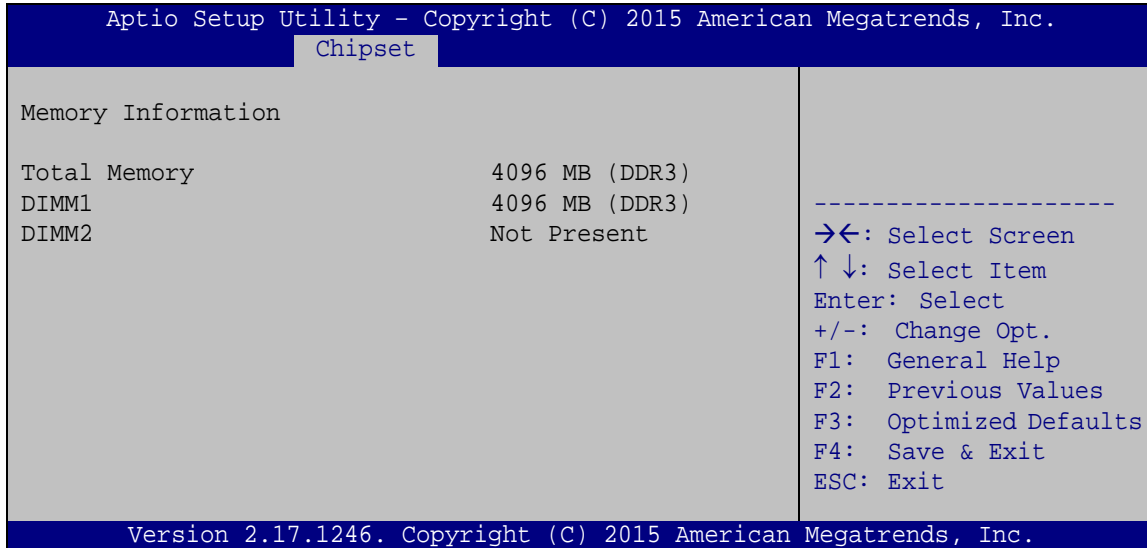 Aptio Setup Utility – Copyright (C) 2015 American Megatrends, Inc.
Chipset
Memory Information
Total Memory 4096 MB (DDR3)
DIMM1 4096 MB (DDR3)
DIMM2 Not Present
---------------------
→←: Select Screen
↑ ↓: Select Item
Enter: Select
+/-: Change Opt.
F1: General Help
F2: Previous Values
F3: Optimized Defaults
F4: Save & Exit
ESC: Exit
Version 2.17.1246. Copyright (C) 2015 American Megatrends, Inc.